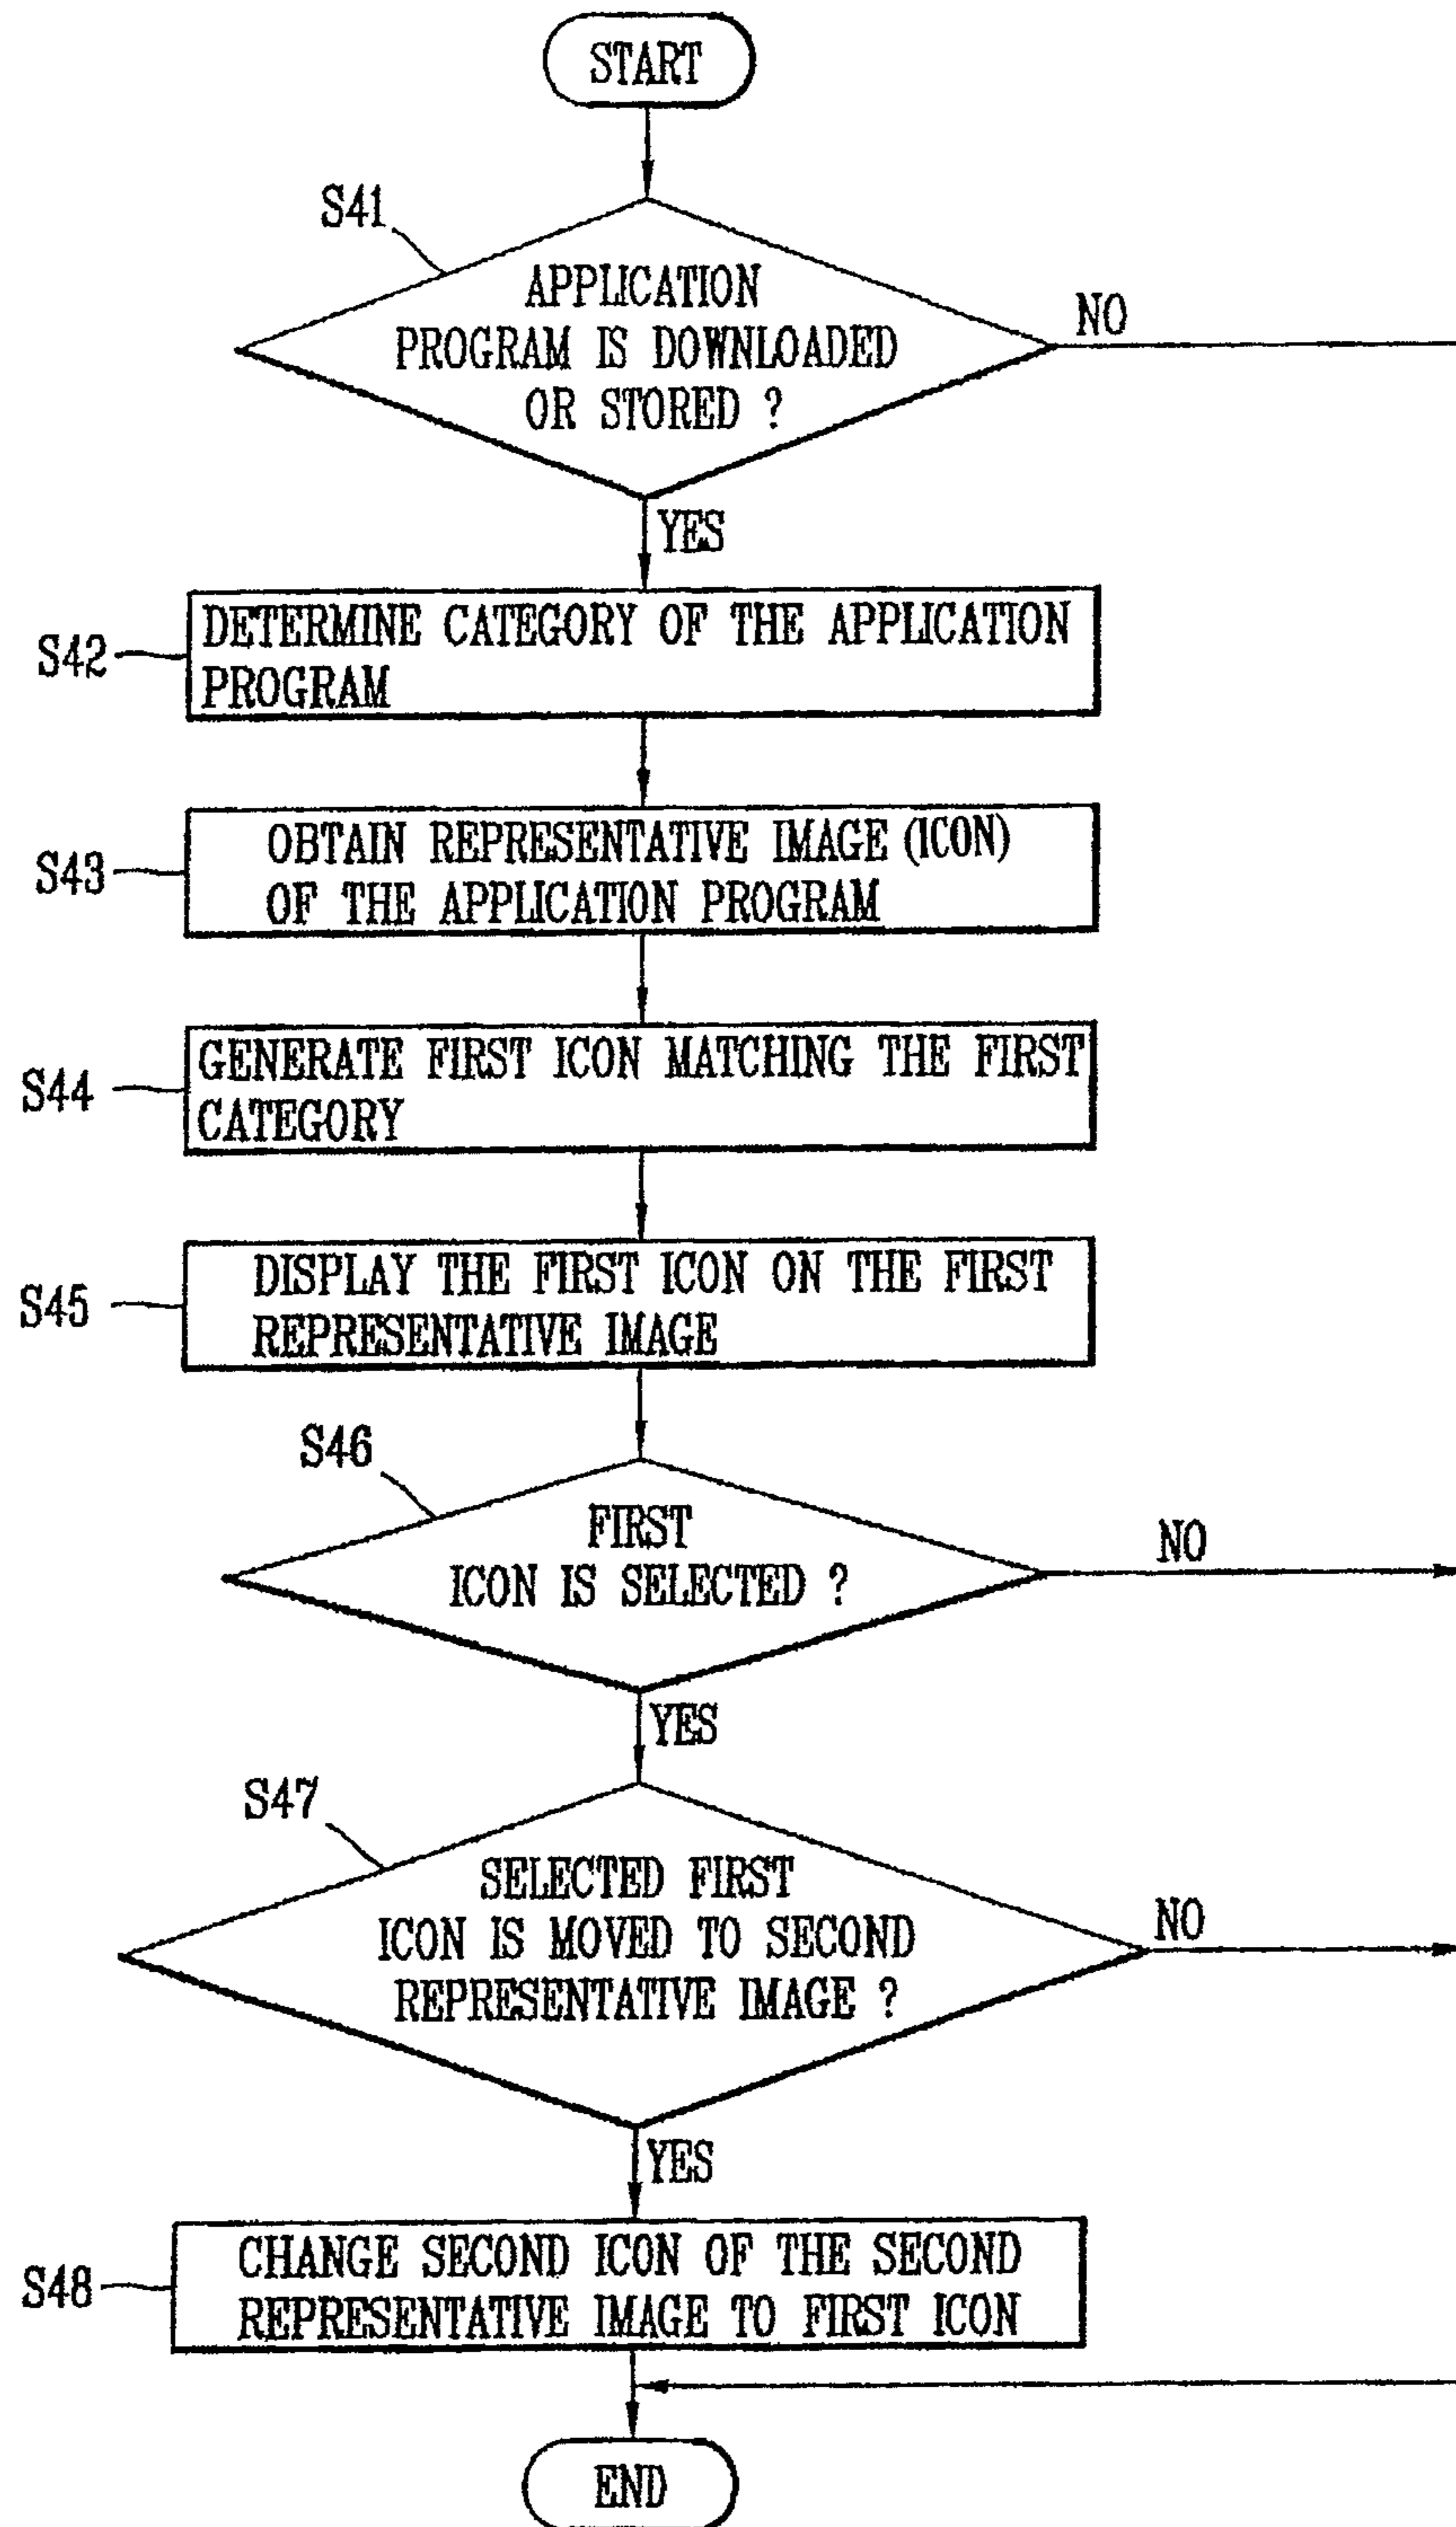 START
S41
APPLICATION
PROGRAM IS DOWNLOADED
OR STORED ?
NO
YES
S42
DETERMINE CATEGORY OF THE APPLICATION
PROGRAM
S43
OBTAIN REPRESENTATIVE IMAGE (ICON)
OF THE APPLICATION PROGRAM
S44
GENERATE FIRST ICON MATCHING THE FIRST
CATEGORY
S45
DISPLAY THE FIRST ICON ON THE FIRST
REPRESENTATIVE IMAGE
S46
FIRST
ICON IS SELECTED ?
NO
YES
S47
SELECTED FIRST
ICON IS MOVED TO SECOND
REPRESENTATIVE IMAGE ?
NO
YES
S48
CHANGE SECOND ICON OF THE SECOND
REPRESENTATIVE IMAGE TO FIRST ICON
END